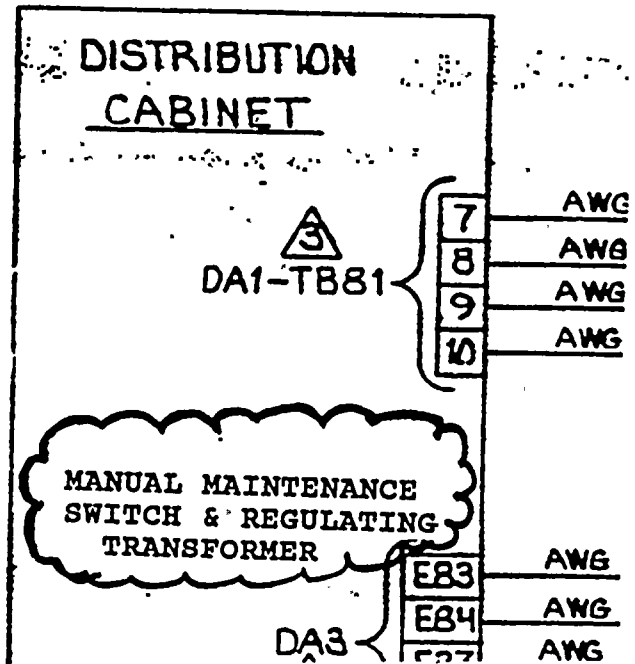 DISTRIBUTION
CABINET
3
DA1-TB81
7 AWG
8 AWG
9 AWG
10 AWG
MANUAL MAINTENANCE
SWITCH & REGULATING
TRANSFORMER
E83 AWG
E84 AWG
DA3
AWG